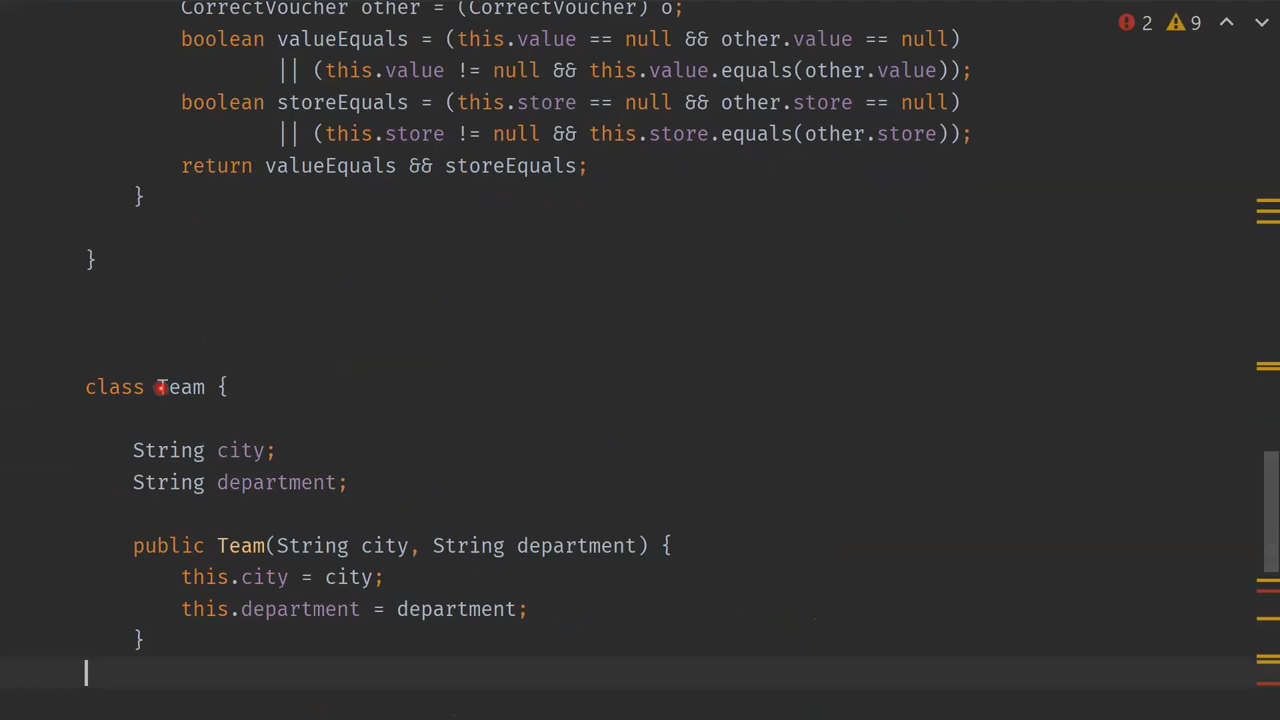 CorrectVoucher other = (CorrectVoucher) o;
2 9
boolean valueEquals = (this.value == null && other.value == null)
|| (this.value != null && this.value.equals(other.value));
boolean storeEquals = (this.store == null && other.store == null)
|| (this.store != null && this.store.equals(other.store));
return valueEquals && storeEquals;
}
}
class Team {
String city;
String department;
public Team(String city, String department) {
this.city = city;
this.department = department;
}